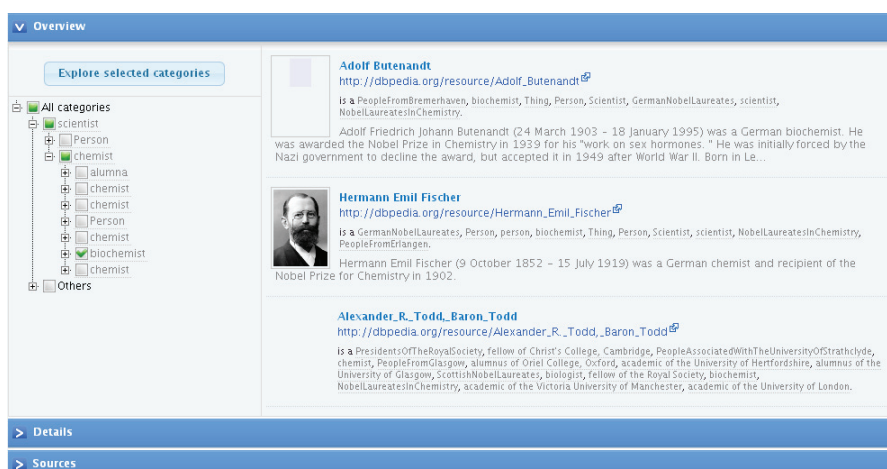 Overview
Explore selected categories
All categories
scientist
Person
chemist
alumna
chemist
chemist
Person
chemist
biochemist
chemist
Others
Adolf Butenandt
http://dbpedia.org/resource/Adolf_Butenandt
is a PeopleFromBremerhaven, biochemist, Thing, Person, Scientist, GermanNobelLaureates, scientist,
NobelLaureatesInChemistry.
Adolf Friedrich Johann Butenandt (24 March 1903 – 18 January 1995) was a German biochemist. He
was awarded the Nobel Prize in Chemistry in 1939 for his "work on sex hormones. " He was initially forced by the
Nazi government to decline the award, but accepted it in 1949 after World War II. Born in Le...
Hermann Emil Fischer
http://dbpedia.org/resource/Hermann_Emil_Fischer
is a GermanNobelLaureates, Person, person, biochemist, Thing, Person, Scientist, scientist, NobelLaureatesInChemistry,
PeopleFromErlangen.
Hermann Emil Fischer (9 October 1852 – 15 July 1919) was a German chemist and recipient of the
Nobel Prize for Chemistry in 1902.
Alexander_R._Todd,_Baron_Todd
http://dbpedia.org/resource/Alexander_R._Todd,_Baron_Todd
is a PresidentsOfTheRoyalSociety, fellow of Christ's College, Cambridge, PeopleAssociatedWithTheUniversityOfStrathclyde,
chemist, PeopleFromGlasgow, alumnus of Oriel College, Oxford, academic of the University of Hertfordshire, alumnus of the
University of Glasgow, ScottishNobelLaureates, biologist, fellow of the Royal Society, biochemist,
NobelLaureatesInChemistry, academic of the Victoria University of Manchester, academic of the University of London.
Details
Sources